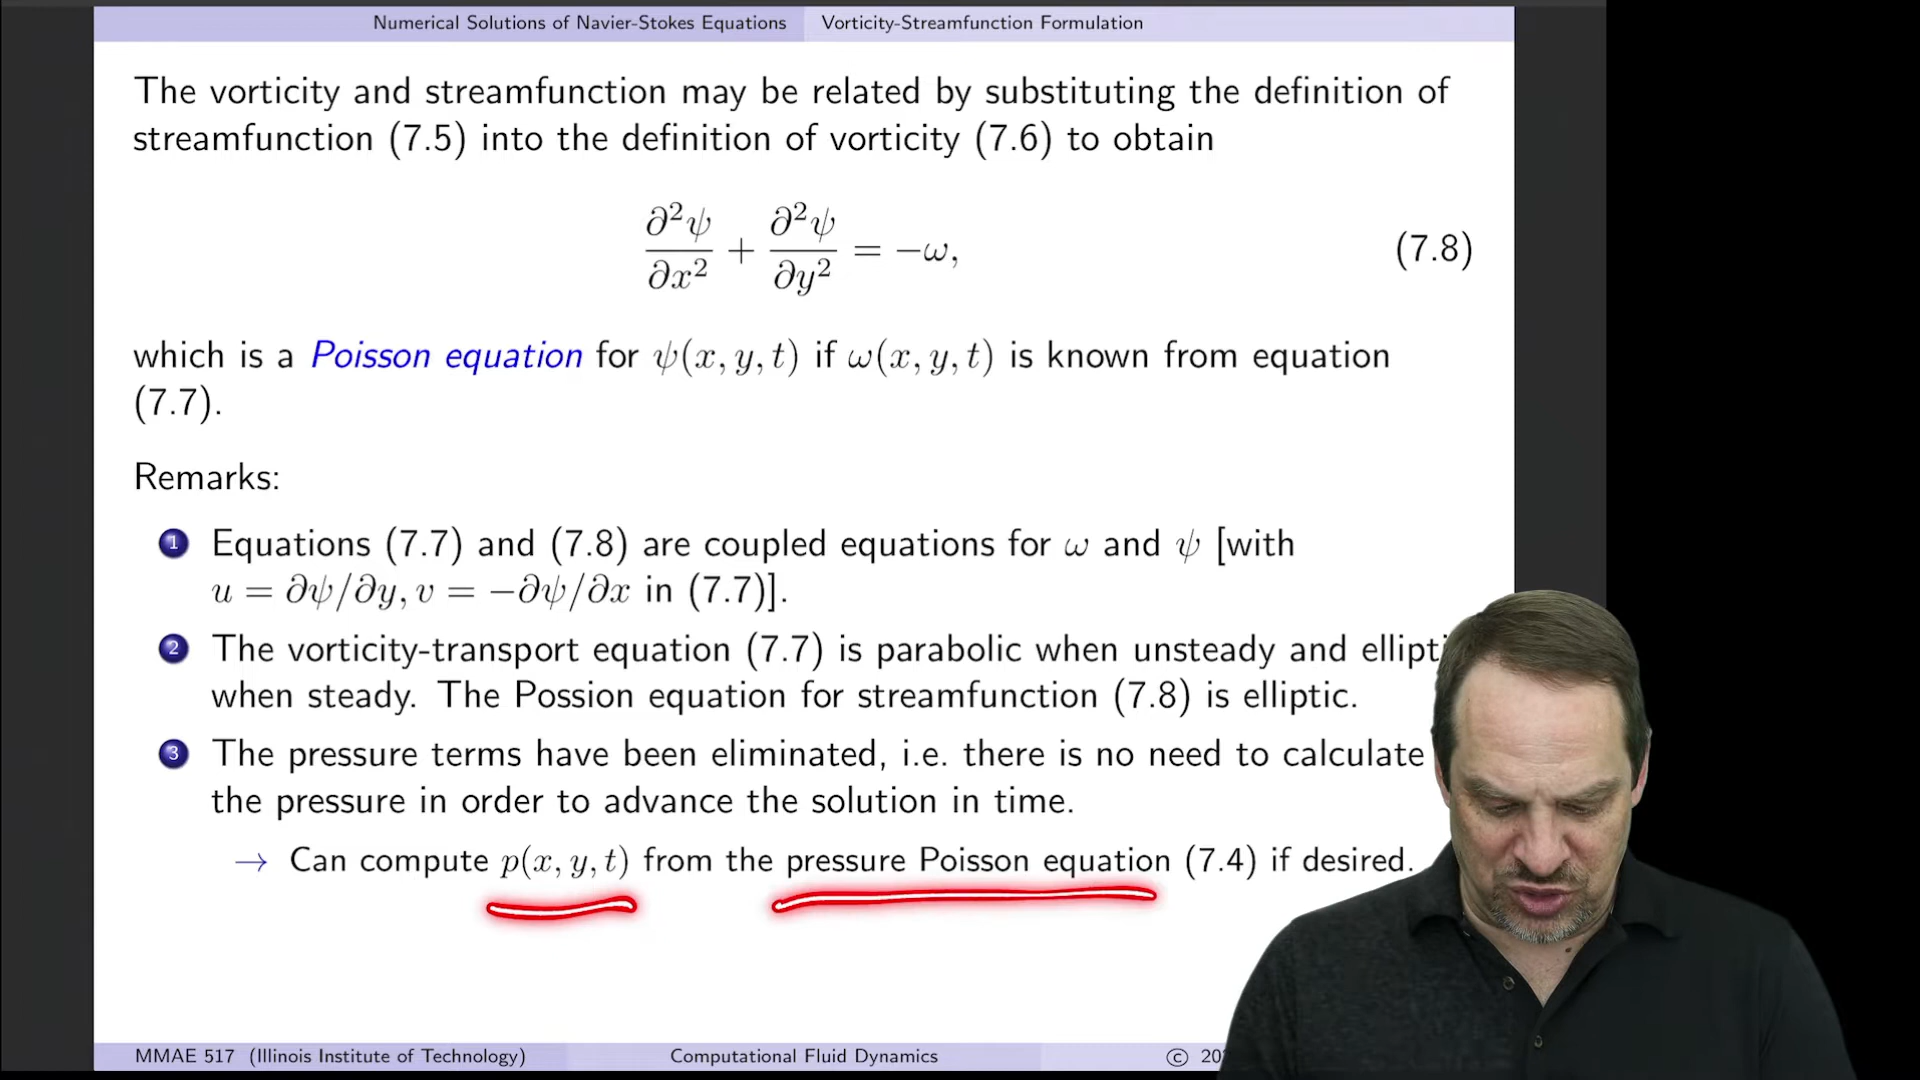 Numerical Solutions of Navier-Stokes Equations Vorticity-Streamfunction Formulation
The vorticity and streamfunction may be related by substituting the definition of
streamfunction (7.5) into the definition of vorticity (7.6) to obtain
∂²ψ/∂x² + ∂²ψ/∂y² = −ω, (7.8)
which is a Poisson equation for ψ(x, y, t) if ω(x, y, t) is known from equation
(7.7).
Remarks:
1 Equations (7.7) and (7.8) are coupled equations for ω and ψ [with
u = ∂ψ/∂y, v = −∂ψ/∂x in (7.7)].
2 The vorticity-transport equation (7.7) is parabolic when unsteady and ellipti
when steady. The Possion equation for streamfunction (7.8) is elliptic.
3 The pressure terms have been eliminated, i.e. there is no need to calculate
the pressure in order to advance the solution in time.
→ Can compute p(x, y, t) from the pressure Poisson equation (7.4) if desired.
MMAE 517 (Illinois Institute of Technology) Computational Fluid Dynamics © 20